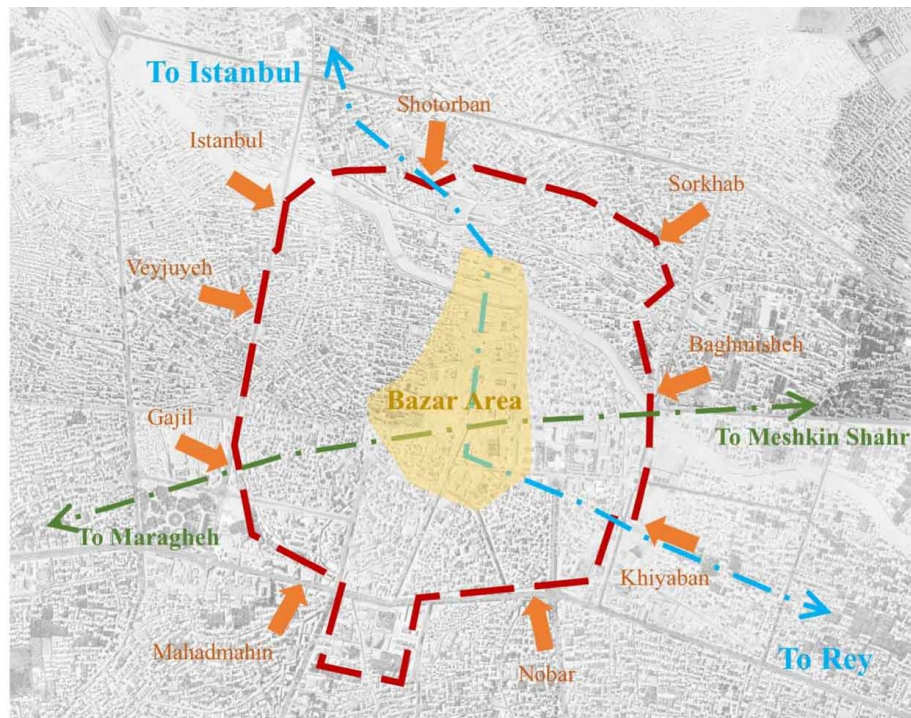 To Istanbul
Shotorban
Istanbul
Sorkhab
Veyjuyeh
Baghmisheh
Bazar Area
Gajil
To Meshkin Shahr
To Maragheh
Khiyaban
Mahadmahin
To Rey
Nobar